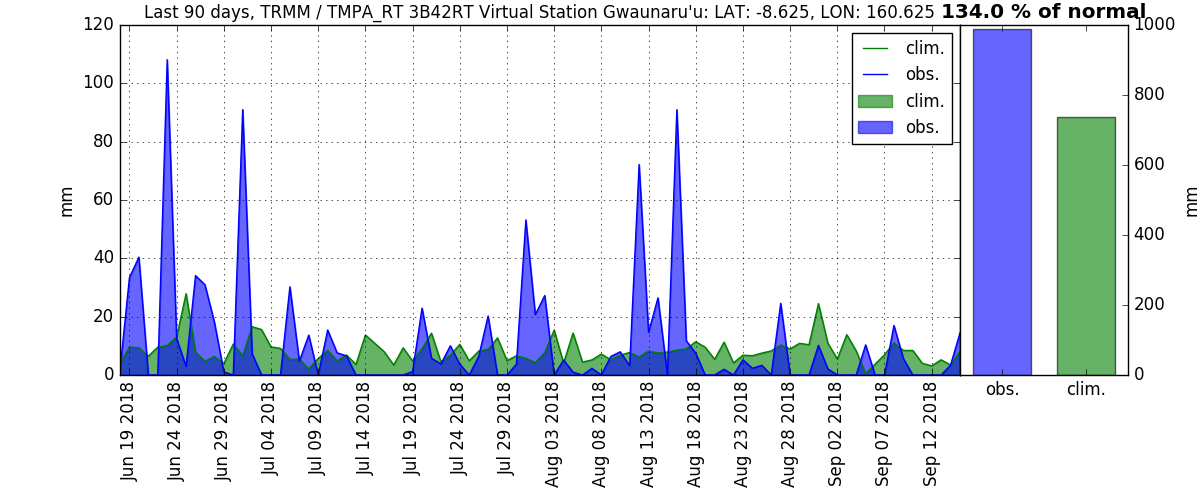 Last 90 days, TRMM / TMPA_RT 3B42RT Virtual Station Gwaunaru'u: LAT: -8.625, LON: 160.625 134.0 % of normal
120
100
80
60
40
20
0
mm
clim.
obs.
clim.
obs.
1000
800
600
400
200
0
mm
obs.
clim.
Jun 19 2018
Jun 24 2018
Jun 29 2018
Jul 04 2018
Jul 09 2018
Jul 14 2018
Jul 19 2018
Jul 24 2018
Jul 29 2018
Aug 03 2018
Aug 08 2018
Aug 13 2018
Aug 18 2018
Aug 23 2018
Aug 28 2018
Sep 02 2018
Sep 07 2018
Sep 12 2018